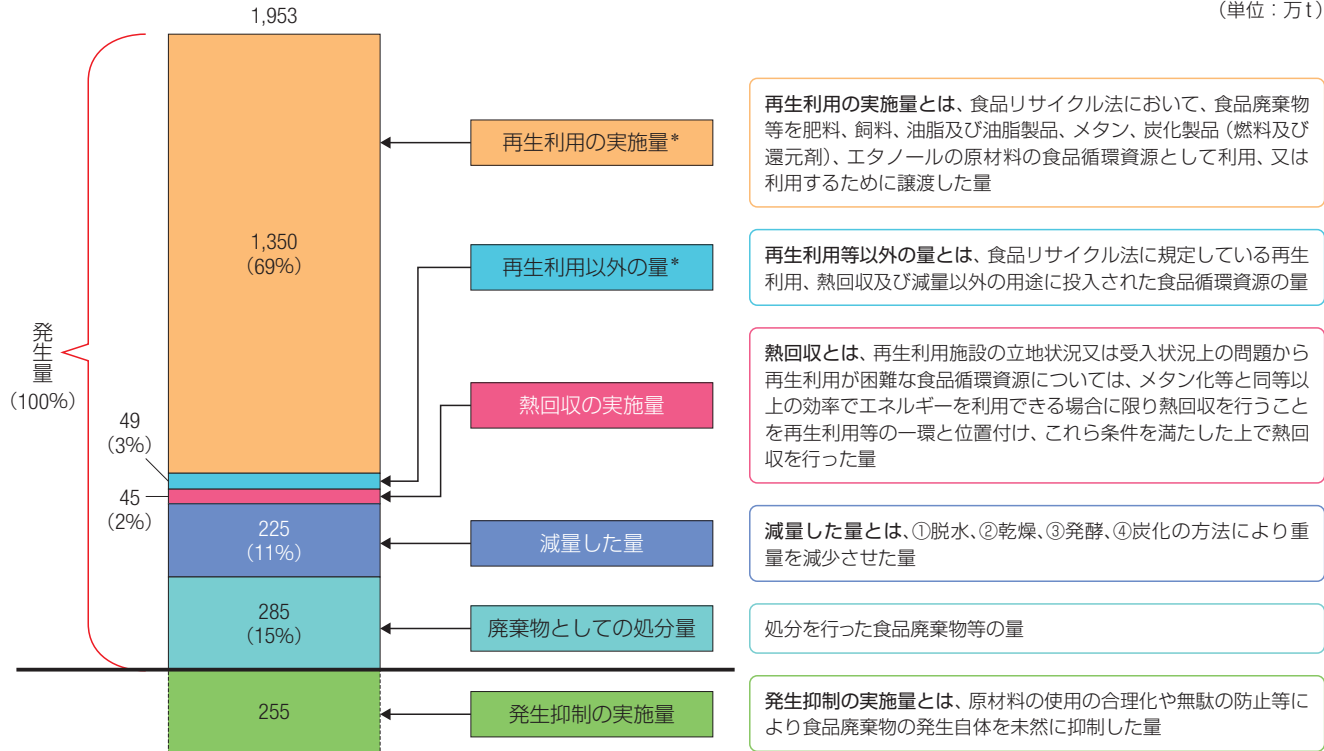 1,953
（単位：万t）
再生利用の実施量*
再生利用の実施量とは、食品リサイクル法において、食品廃棄物
等を肥料、飼料、油脂及び油脂製品、メタン、炭化製品（燃料及び
還元剤）、エタノールの原材料の食品循環資源として利用、又は
利用するために譲渡した量
1,350
(69%)
再生利用以外の量*
再生利用等以外の量とは、食品リサイクル法に規定している再生
利用、熱回収及び減量以外の用途に投入された食品循環資源の量
発生量
(100%)
49
(3%)
45
(2%)
熱回収の実施量
熱回収とは、再生利用施設の立地状況又は受入状況上の問題から
再生利用が困難な食品循環資源については、メタン化等と同等以
上の効率でエネルギーを利用できる場合に限り熱回収を行うこと
を再生利用等の一環と位置付け、これら条件を満たした上で熱回
収を行った量
225
(11%)
減量した量
減量した量とは、①脱水、②乾燥、③発酵、④炭化の方法により重
量を減少させた量
285
(15%)
廃棄物としての処分量
処分を行った食品廃棄物等の量
255
発生抑制の実施量
発生抑制の実施量とは、原材料の使用の合理化や無駄の防止等に
より食品廃棄物の発生自体を未然に抑制した量